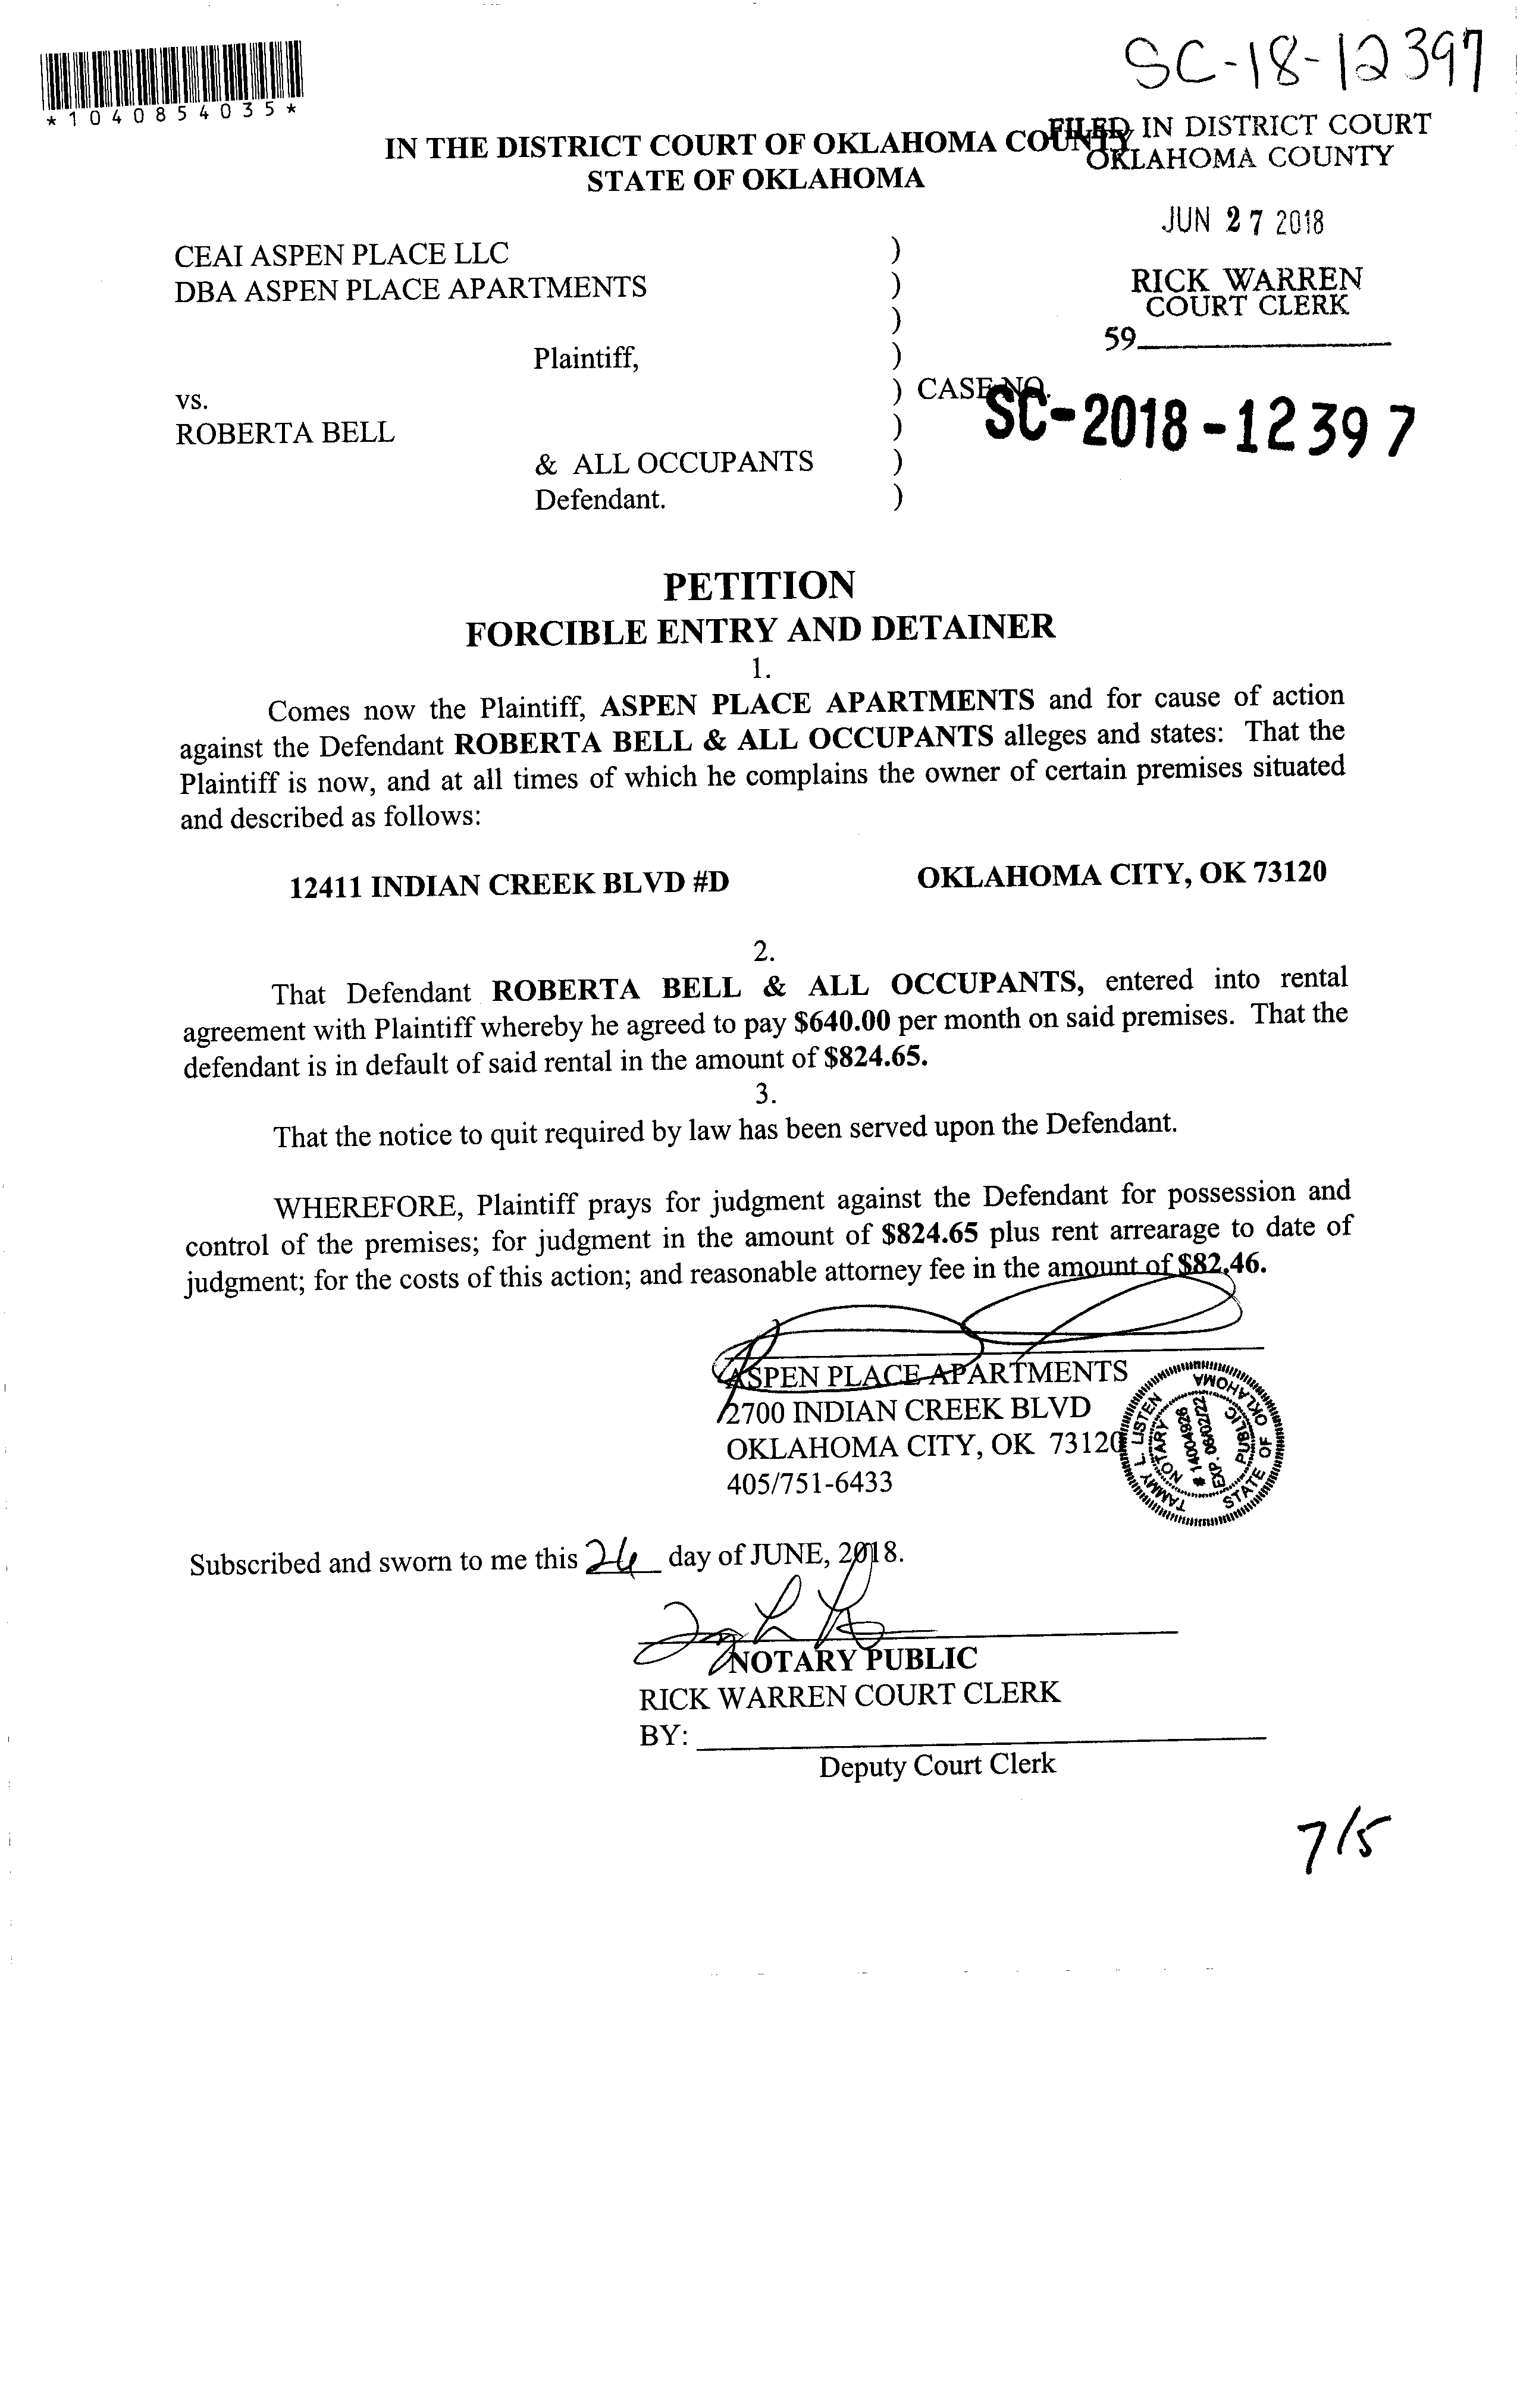 SC-18-12397
*1040854035*
IN THE DISTRICT COURT OF OKLAHOMA COUNTY
STATE OF OKLAHOMA
FILED IN DISTRICT COURT
OKLAHOMA COUNTY
JUN 27 2018
RICK WARREN
COURT CLERK
59
CEAI ASPEN PLACE LLC )
DBA ASPEN PLACE APARTMENTS )
)
Plaintiff, )
vs. ) CASE NO.
SC-2018-12397
ROBERTA BELL )
& ALL OCCUPANTS )
Defendant. )
PETITION
FORCIBLE ENTRY AND DETAINER
1.
Comes now the Plaintiff, ASPEN PLACE APARTMENTS and for cause of action
against the Defendant ROBERTA BELL & ALL OCCUPANTS alleges and states: That the
Plaintiff is now, and at all times of which he complains the owner of certain premises situated
and described as follows:
12411 INDIAN CREEK BLVD #D OKLAHOMA CITY, OK 73120
2.
That Defendant ROBERTA BELL & ALL OCCUPANTS, entered into rental
agreement with Plaintiff whereby he agreed to pay $640.00 per month on said premises. That the
defendant is in default of said rental in the amount of $824.65.
3.
That the notice to quit required by law has been served upon the Defendant.
WHEREFORE, Plaintiff prays for judgment against the Defendant for possession and
control of the premises; for judgment in the amount of $824.65 plus rent arrearage to date of
judgment; for the costs of this action; and reasonable attorney fee in the amount of $82.46.
ASPEN PLACE APARTMENTS
2700 INDIAN CREEK BLVD
OKLAHOMA CITY, OK 73120
405/751-6433
TAMMY L. LISTEN
NOTARY PUBLIC
# 14004926
EXP. 06/02/22
STATE OF OKLAHOMA
Subscribed and sworn to me this day of JUNE, 2018.
NOTARY PUBLIC
RICK WARREN COURT CLERK
BY:
Deputy Court Clerk
7/5